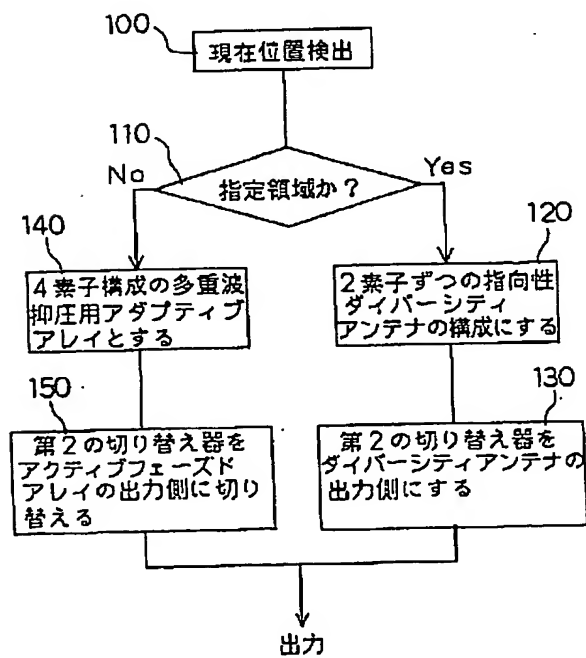 100
現在位置検出
110
No
Yes
指定領域か？
140
4素子構成の多重波
抑圧用アダプティブ
アレイとする
120
2素子ずつの指向性
ダイバーシティ
アンテナの構成にする
150
第2の切り替え器を
アクティブフェーズド
アレイの出力側に切り
替える
130
第2の切り替え器を
ダイバーシティアンテナの
出力側にする
出力